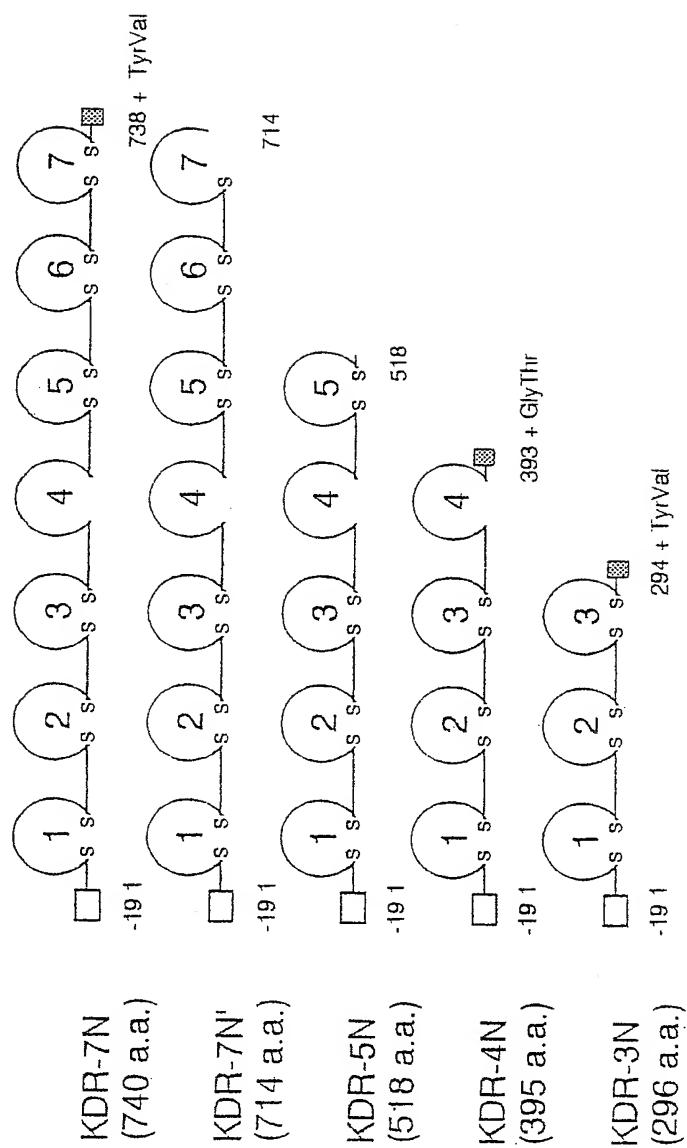 KDR-7N
(740 a.a.)
1 2 3 4 5 6 7
S S S S S S S S S S S S
-19 1
738 + TyrVal
KDR-7N'
(714 a.a.)
1 2 3 4 5 6 7
S S S S S S S S S S S
-19 1
714
KDR-5N
(518 a.a.)
1 2 3 4 5
S S S S S S S S
-19 1
518
KDR-4N
(395 a.a.)
1 2 3 4
S S S S S S
-19 1
393 + GlyThr
KDR-3N
(296 a.a.)
1 2 3
S S S S S S
-19 1
294 + TyrVal